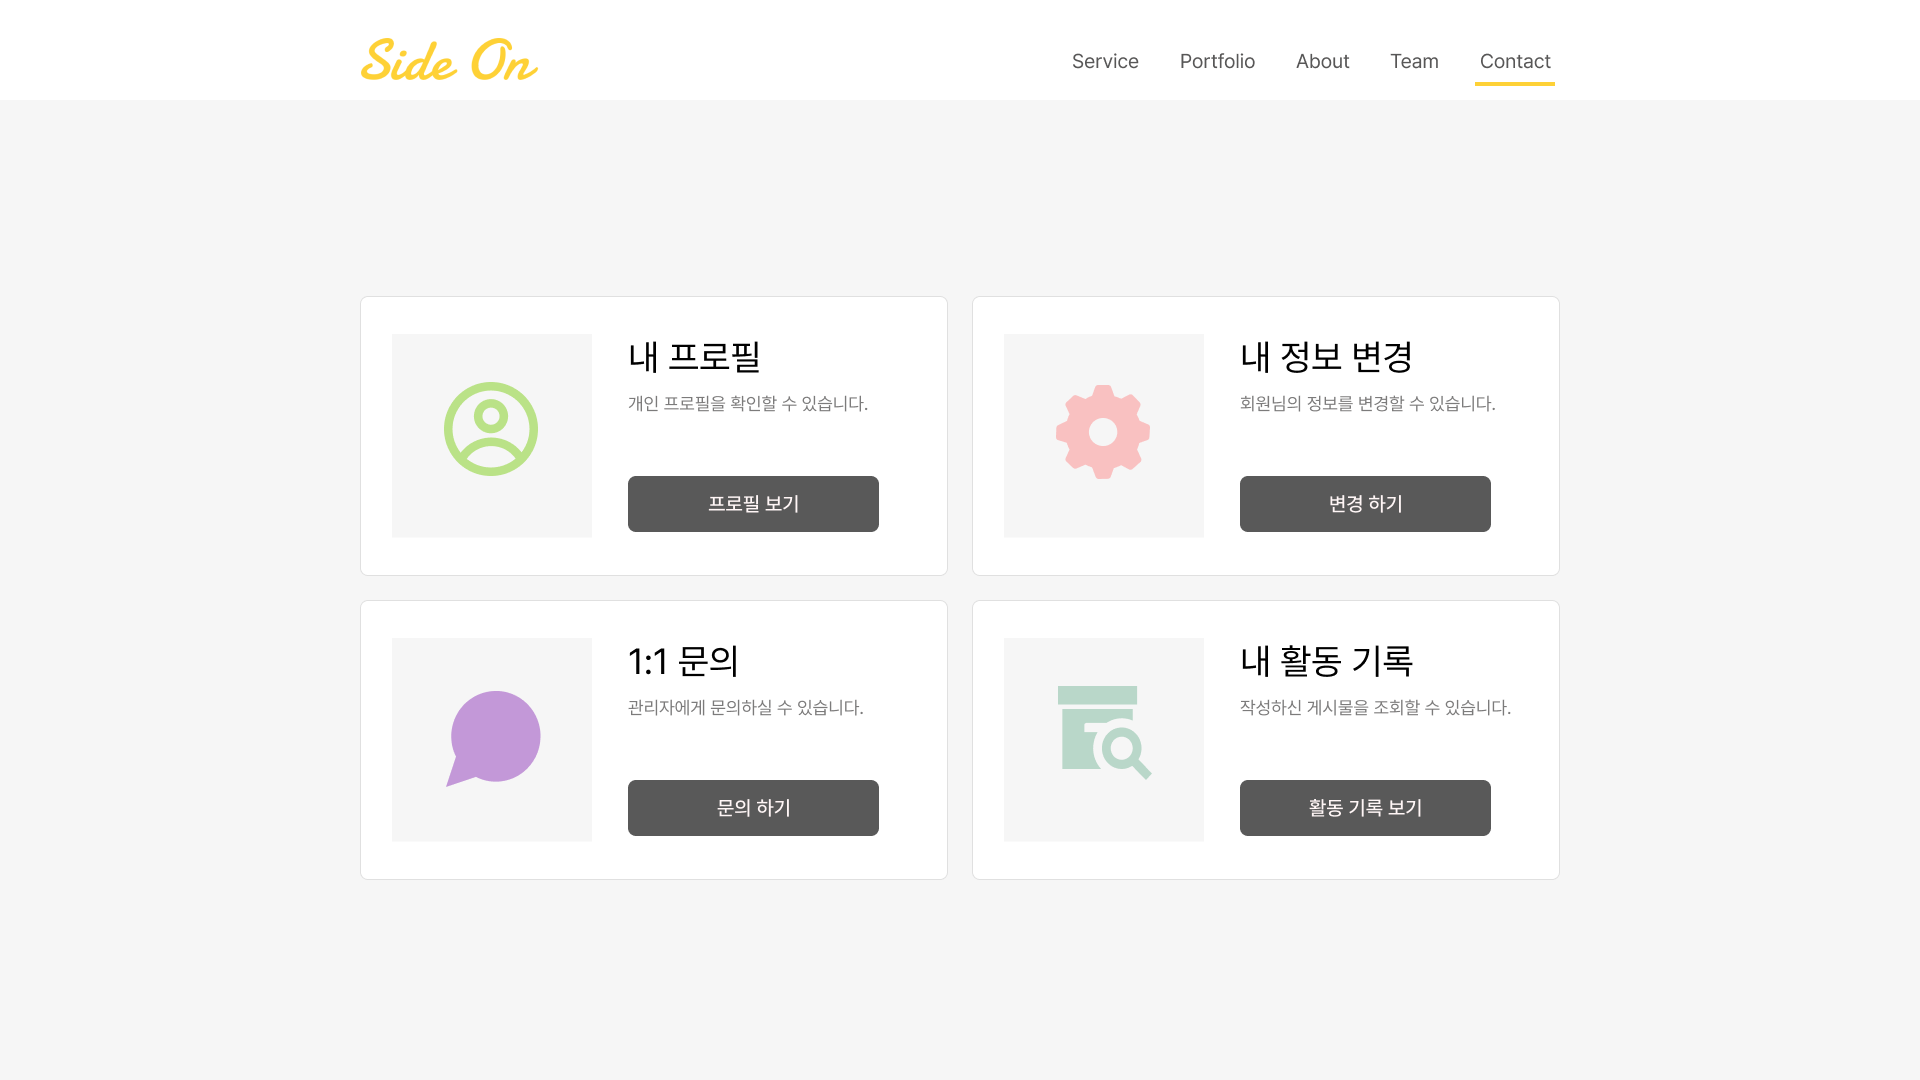 Side On
Service
Portfolio
About
Team
Contact
내 프로필
개인 프로필을 확인할 수 있습니다.
프로필 보기
내 정보 변경
회원님의 정보를 변경할 수 있습니다.
변경 하기
1:1 문의
관리자에게 문의하실 수 있습니다.
문의 하기
내 활동 기록
작성하신 게시물을 조회할 수 있습니다.
활동 기록 보기